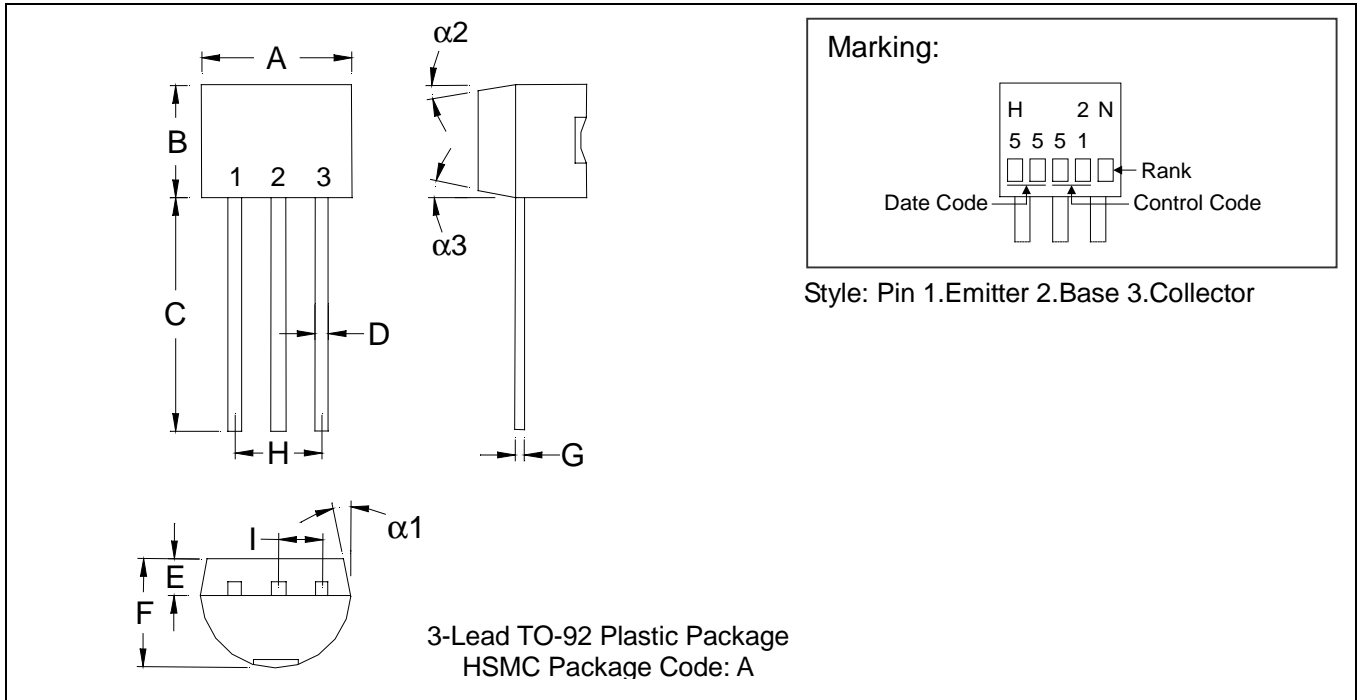 α2
A
B
1 2 3
α3
C
D
H
G
α1
I
E
F
3-Lead TO-92 Plastic Package
HSMC Package Code: A
Marking:
H 2 N
5 5 5 1
Rank
Date Code
Control Code
Style: Pin 1.Emitter 2.Base 3.Collector